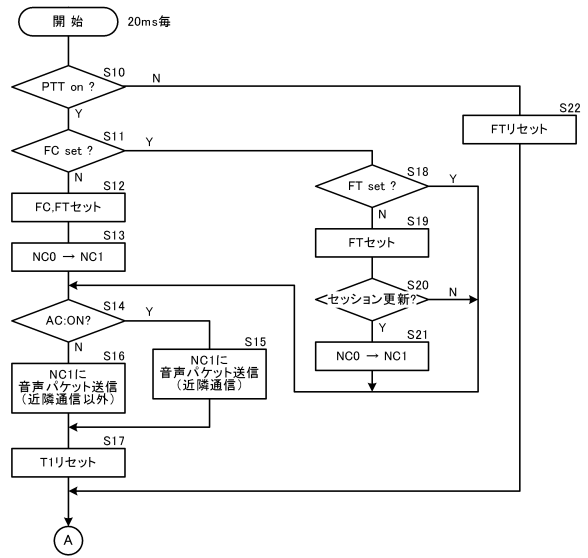 開 始
20ms毎
S10
PTT on ?
N
Y
S22
FTリセット
S11
FC set ?
Y
N
S18
FT set ?
Y
N
S12
FC,FTセット
S19
FTセット
S13
NC0 → NC1
S20
セッション更新?
N
Y
S14
AC:ON?
Y
N
S21
NC0 → NC1
S15
NC1に
音声パケット送信
(近隣通信)
S16
NC1に
音声パケット送信
(近隣通信以外)
S17
T1リセット
A